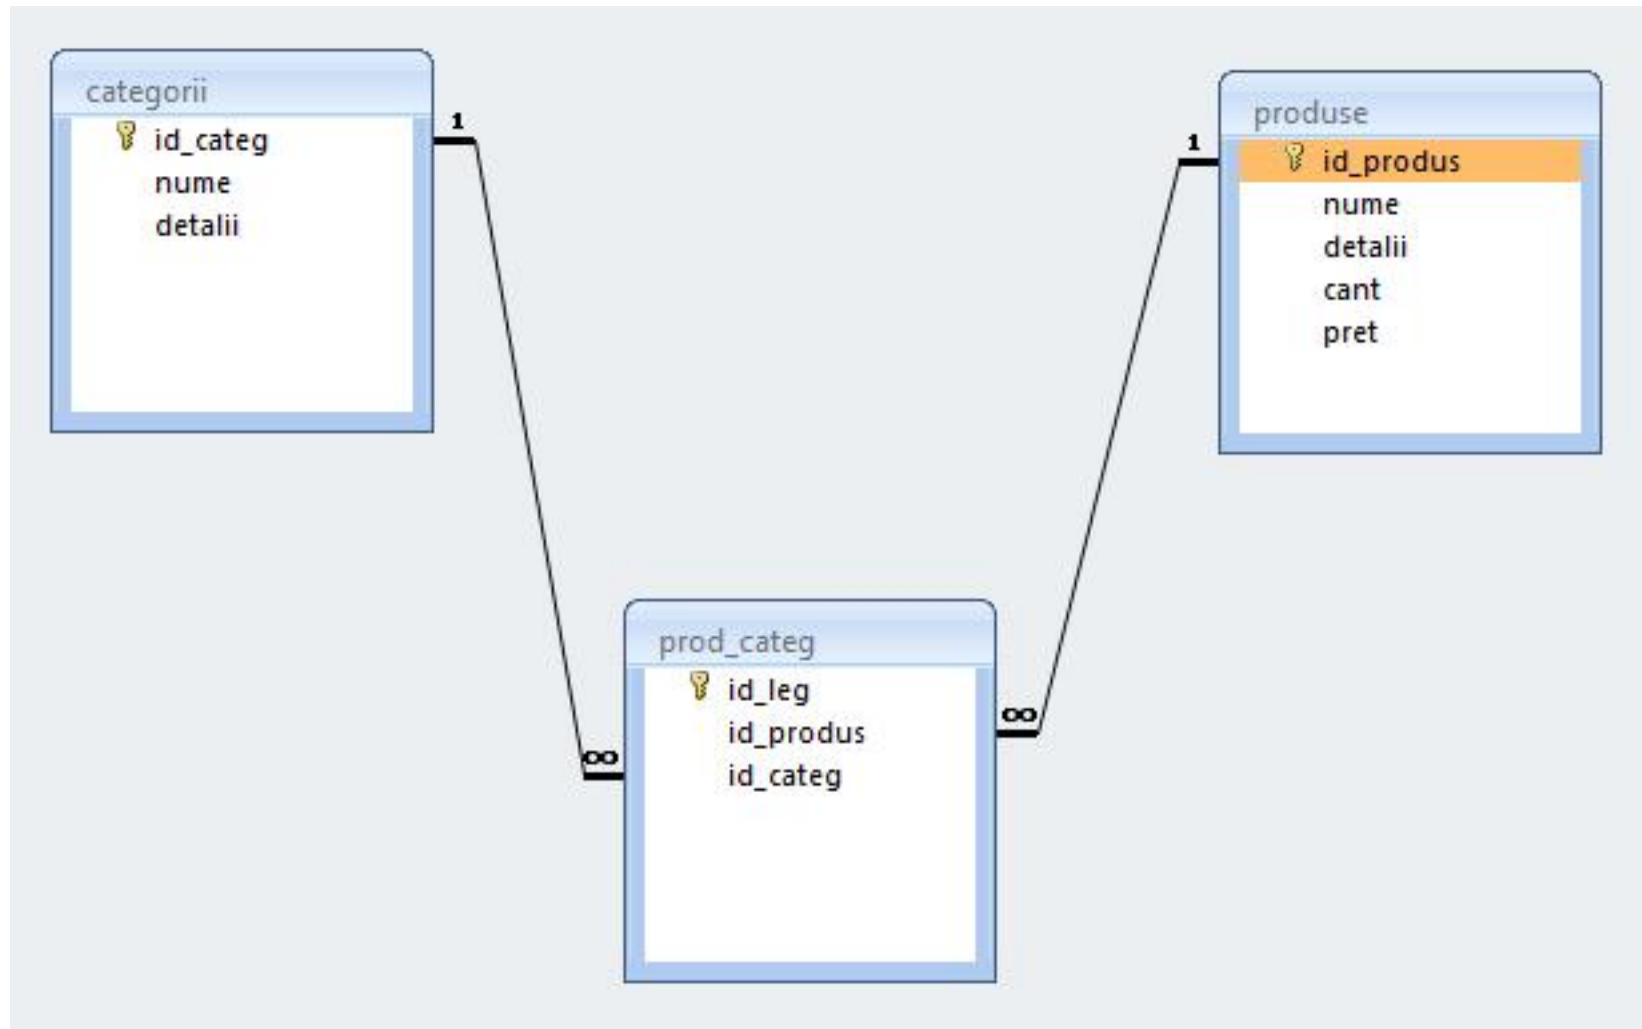 categorii
id_categ
nume
detalii
1
produse
id_produs
nume
detalii
cant
pret
1
prod_categ
id_leg
id_produs
id_categ
∞
∞